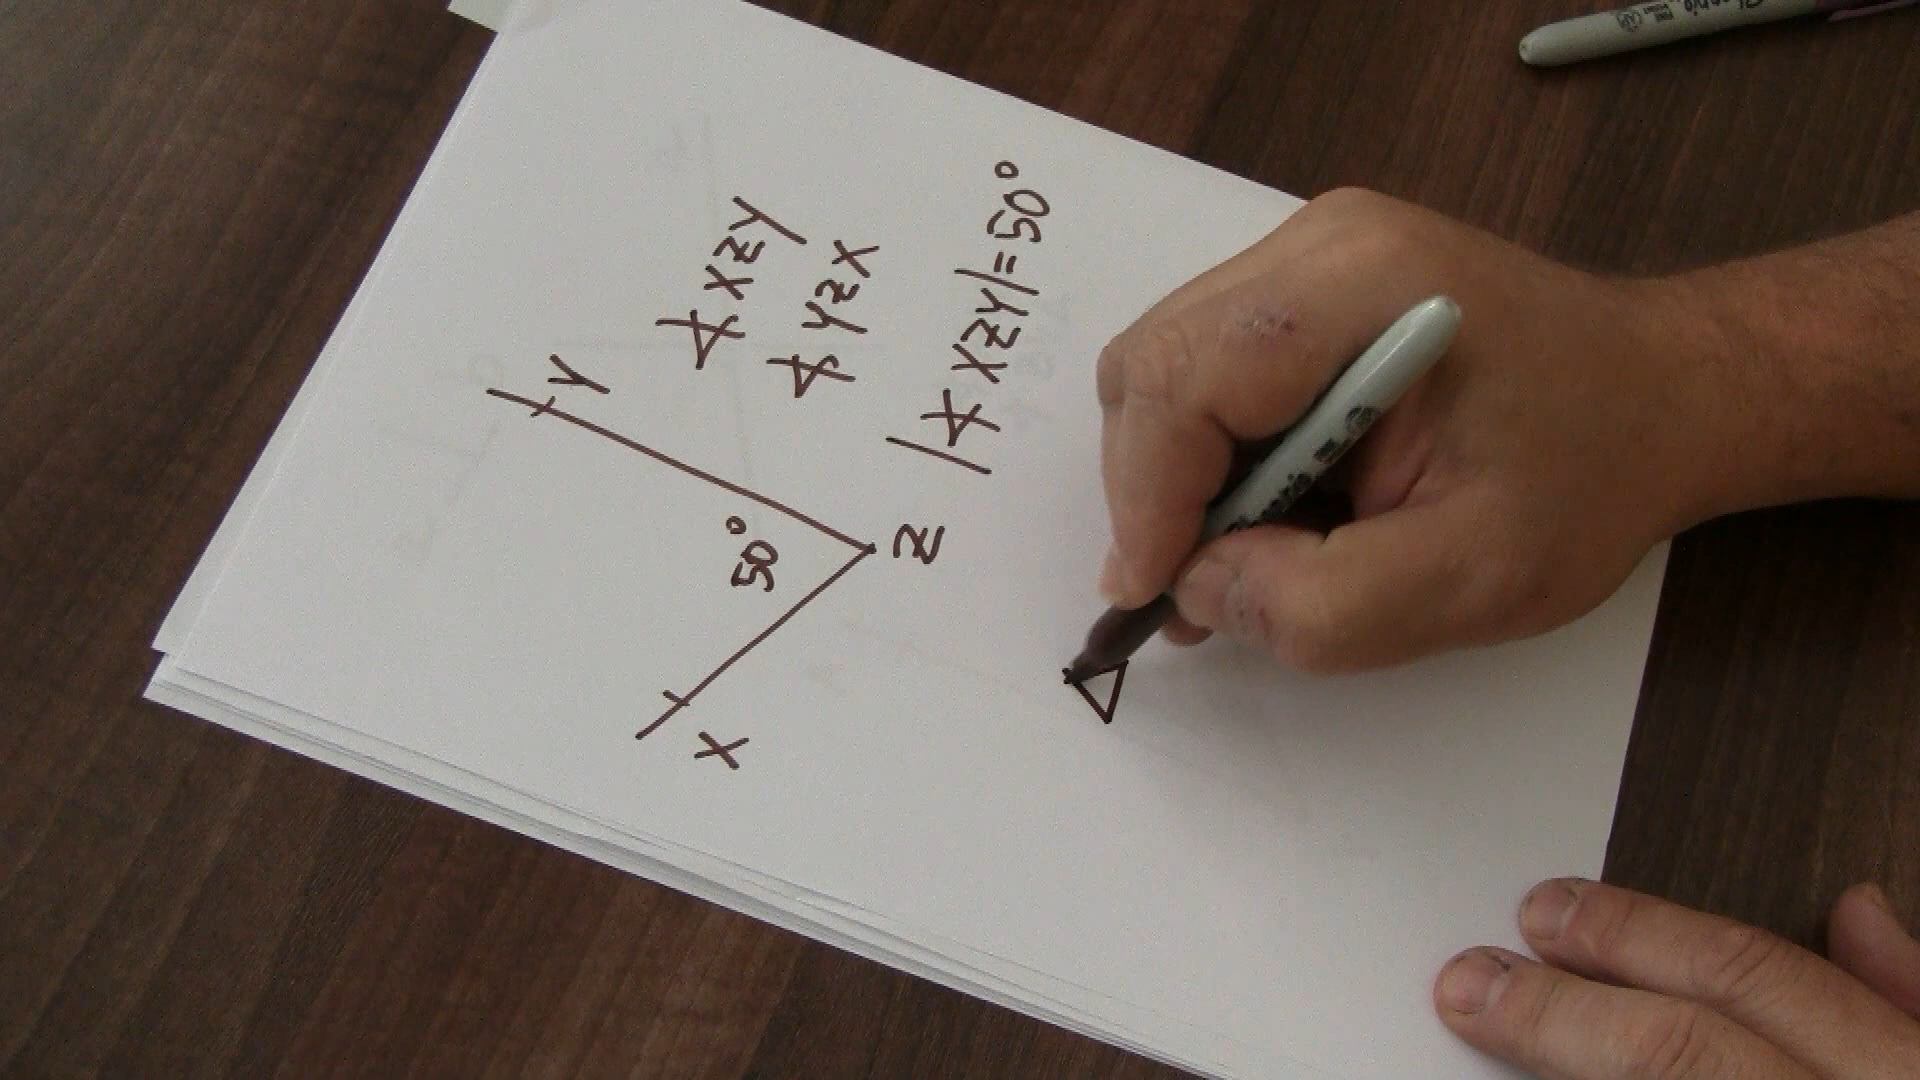 Y
50°
X
Z
∡ XZY
∡ YZX
|∡ XZY| = 50°
Δ